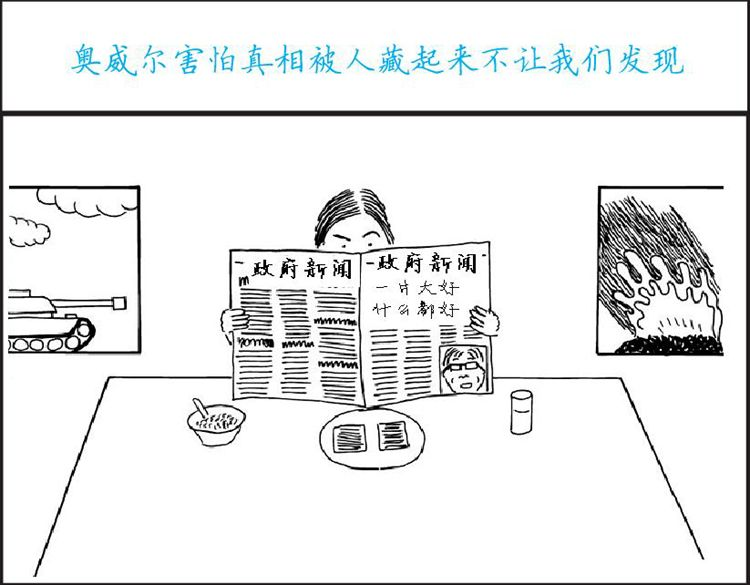 奥威尔害怕真相被人藏起来不让我们发现
政府新闻
政府新闻
一片大好
什么都好